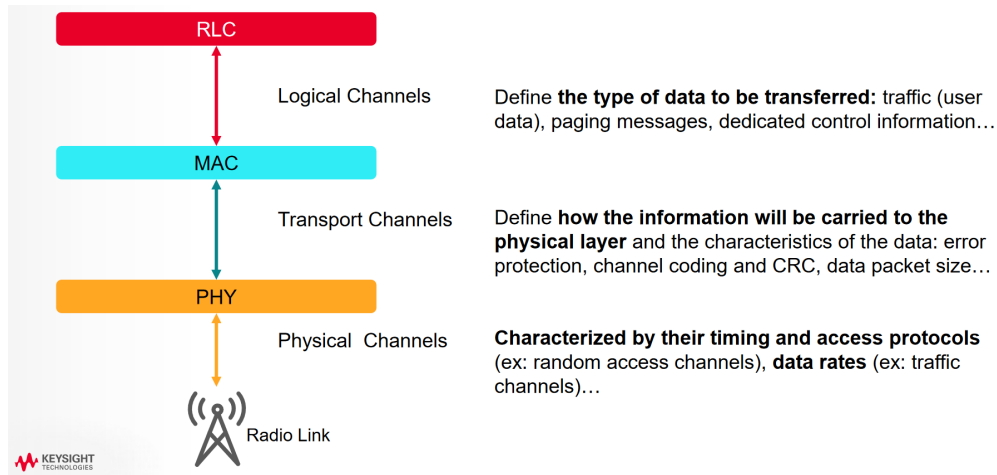 RLC
Logical Channels
Define the type of data to be transferred: traffic (user
data), paging messages, dedicated control information…
MAC
Transport Channels
Define how the information will be carried to the
physical layer and the characteristics of the data: error
protection, channel coding and CRC, data packet size…
PHY
Physical Channels
Characterized by their timing and access protocols
(ex: random access channels), data rates (ex: traffic
channels)…
Radio Link
KEYSIGHT
TECHNOLOGIES